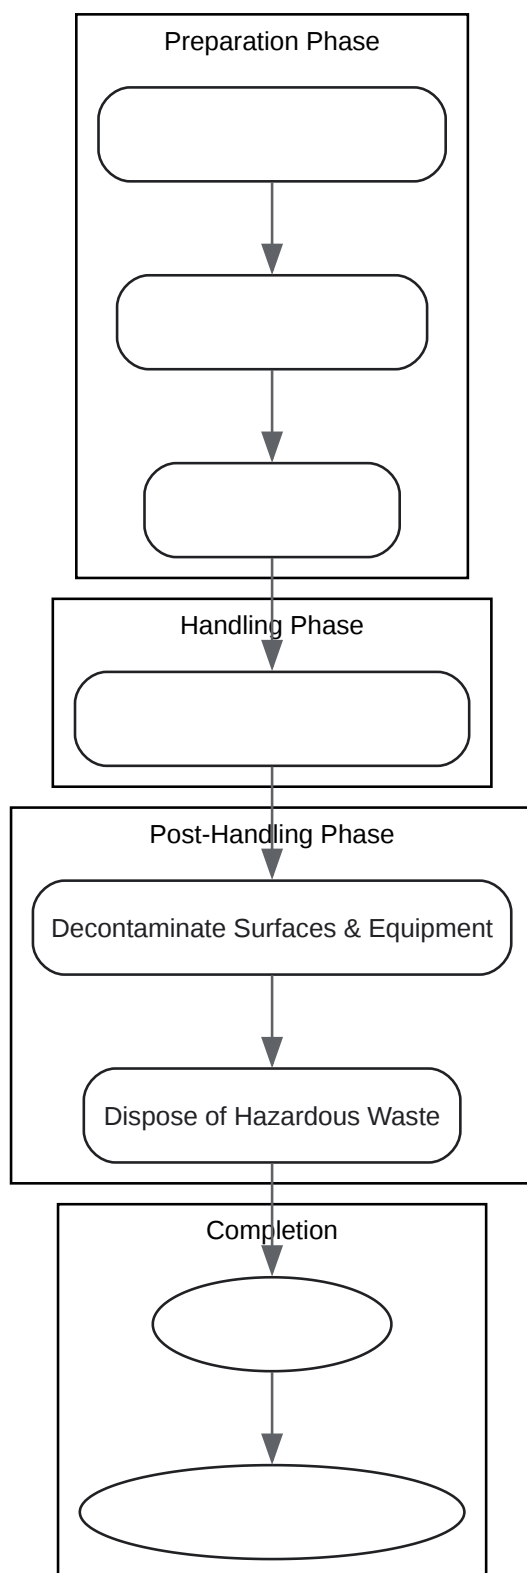 Preparation Phase
Handling Phase
Post-Handling Phase
Decontaminate Surfaces & Equipment
Dispose of Hazardous Waste
Completion